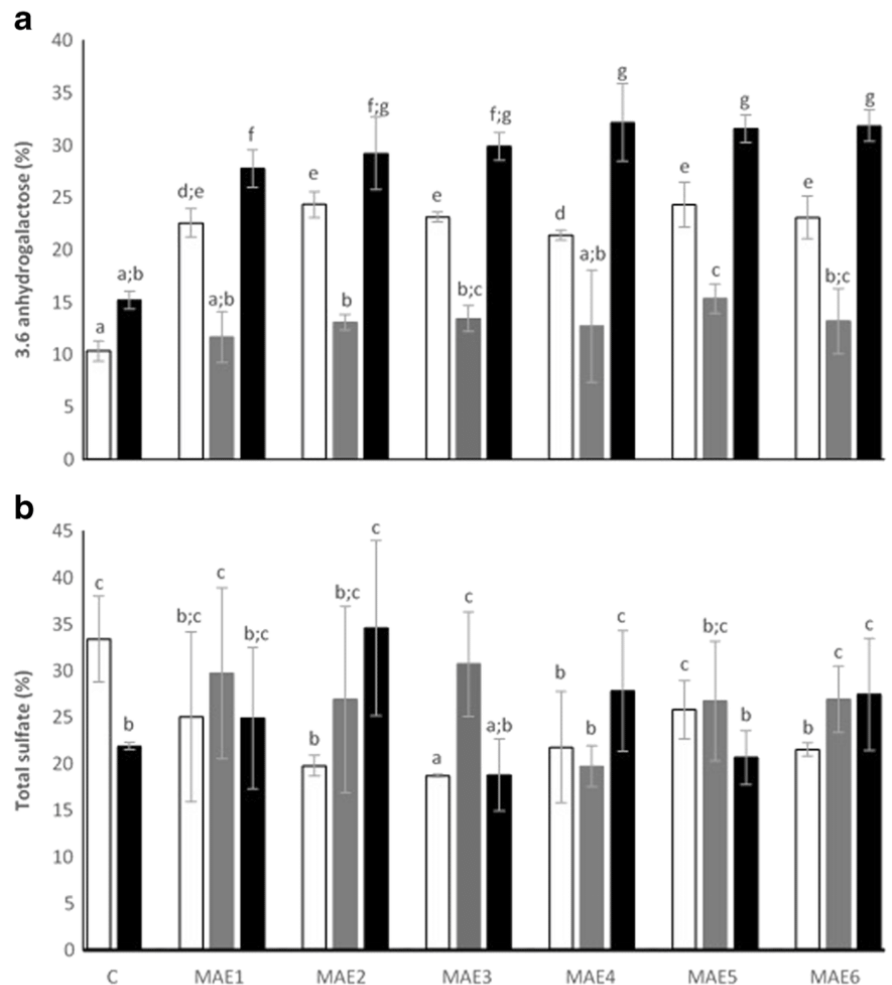 a
3.6 anhydrogalactose (%)
40
35
30
25
20
15
10
5
0
a
a;b
d;e
a;b
f
e
b
f;g
e
b;c
f;g
d
a;b
g
e
c
g
e
b;c
g
b
Total sulfate (%)
45
40
35
30
25
20
15
10
5
0
c
b
b;c
c
b;c
b
b;c
c
a
c
a;b
b
b
c
c
b;c
b
b
c
c
C MAE1 MAE2 MAE3 MAE4 MAE5 MAE6